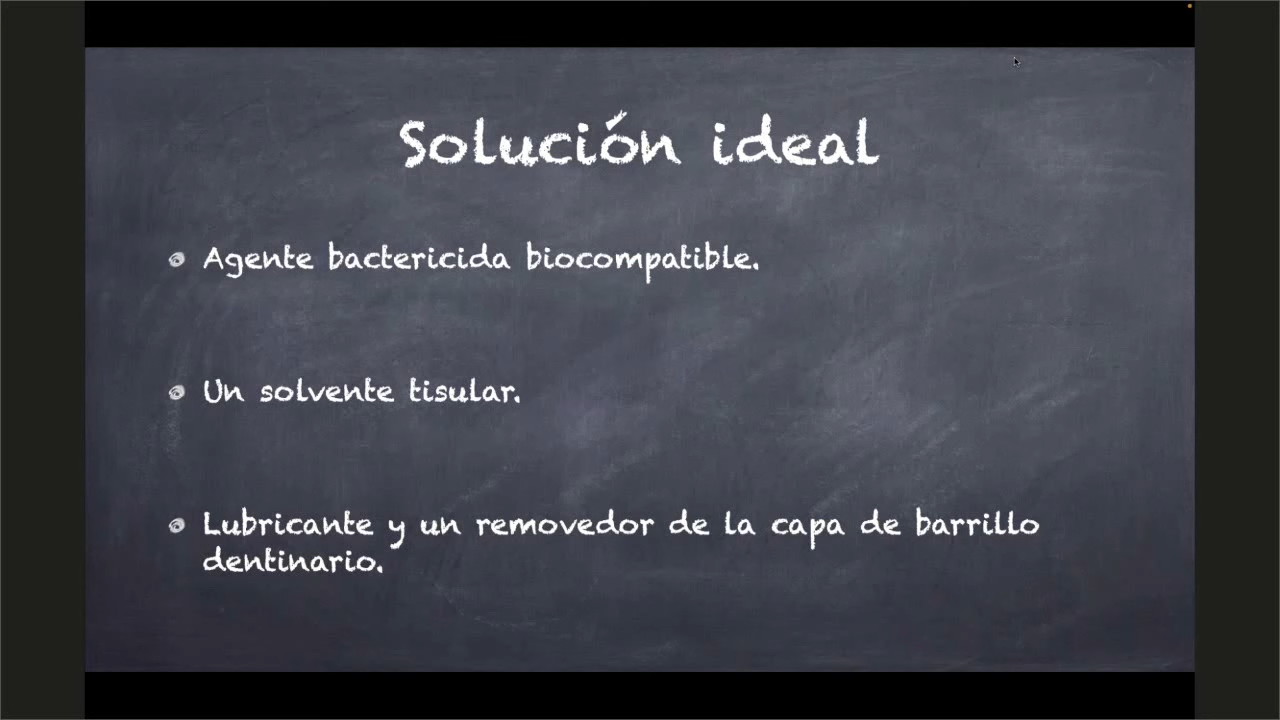 Solución ideal
Agente bactericida biocompatible.
Un solvente tisular.
Lubricante y un removedor de la capa de barrillo
dentinario.